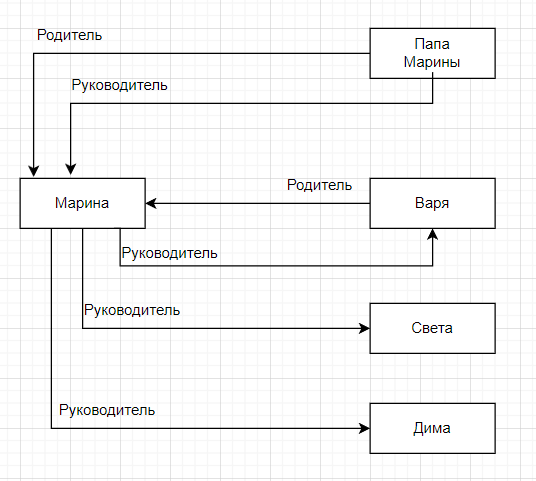 Родитель
Папа
Марины
Руководитель
Марина
Родитель
Варя
Руководитель
Руководитель
Света
Руководитель
Дима